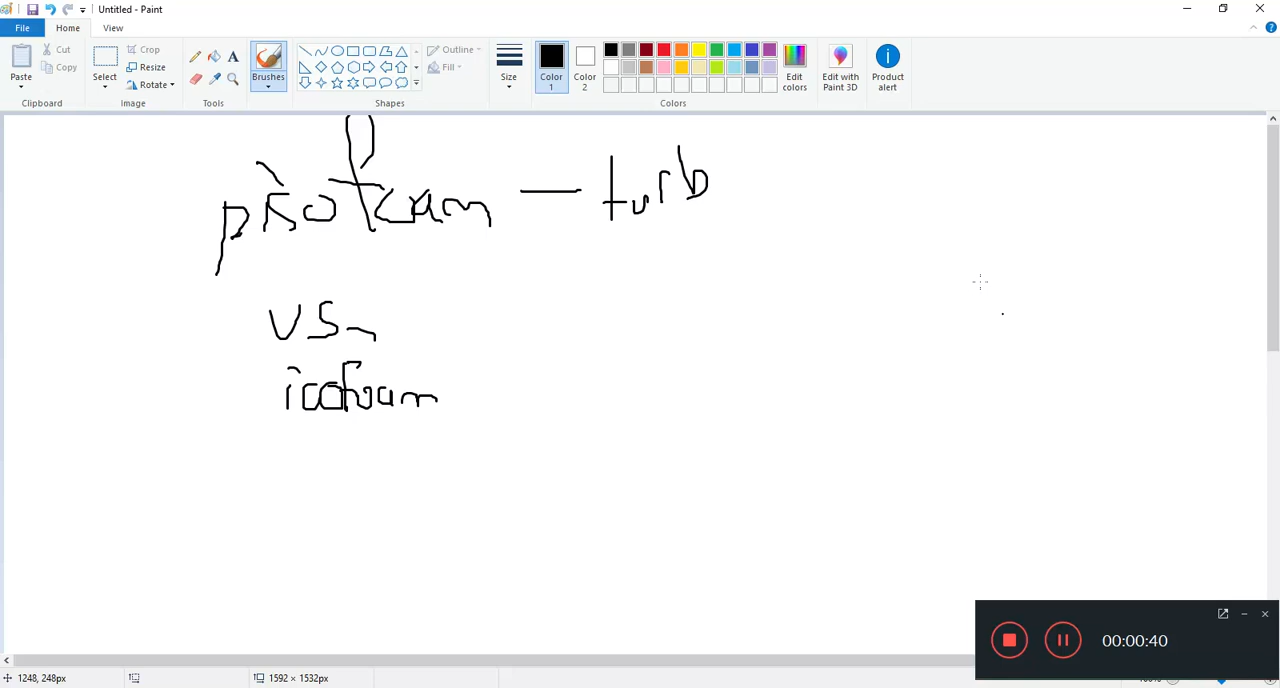 Untitled - Paint
File Home View
Paste Cut Copy Select Crop Resize Rotate Brushes Outline Fill Size Color 1 Color 2 Edit colors Edit with Paint 3D Product alert
Clipboard Image Tools Shapes Colors
— turb
vs
icofoam
00:00:40
1248, 248px 1592 × 1532px